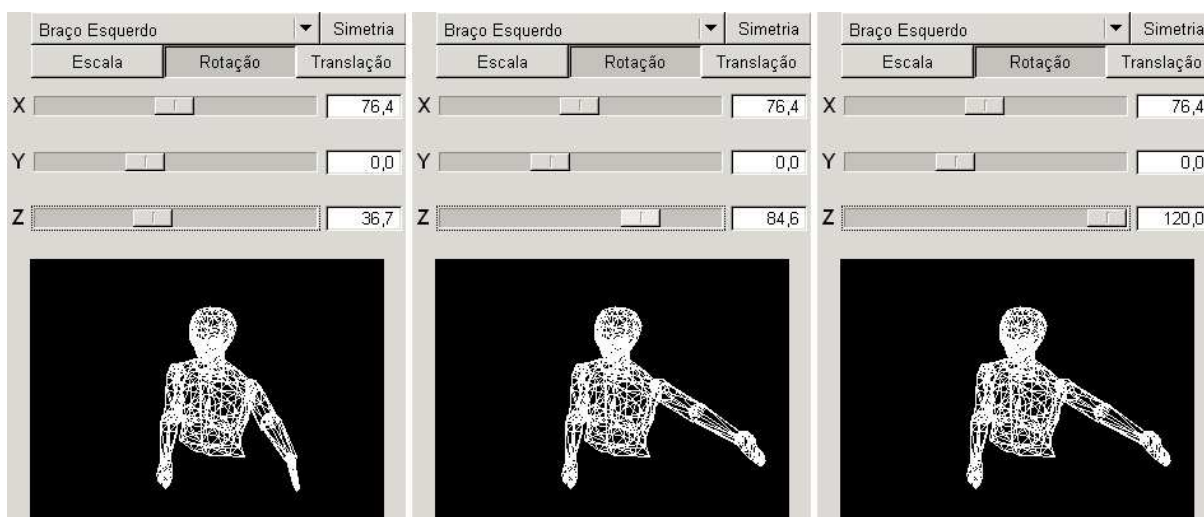 Braço Esquerdo Simetria
Escala Rotação Translação
X 76,4
Y 0,0
Z 36,7
Braço Esquerdo Simetria
Escala Rotação Translação
X 76,4
Y 0,0
Z 84,6
Braço Esquerdo Simetria
Escala Rotação Translação
X 76,4
Y 0,0
Z 120,0